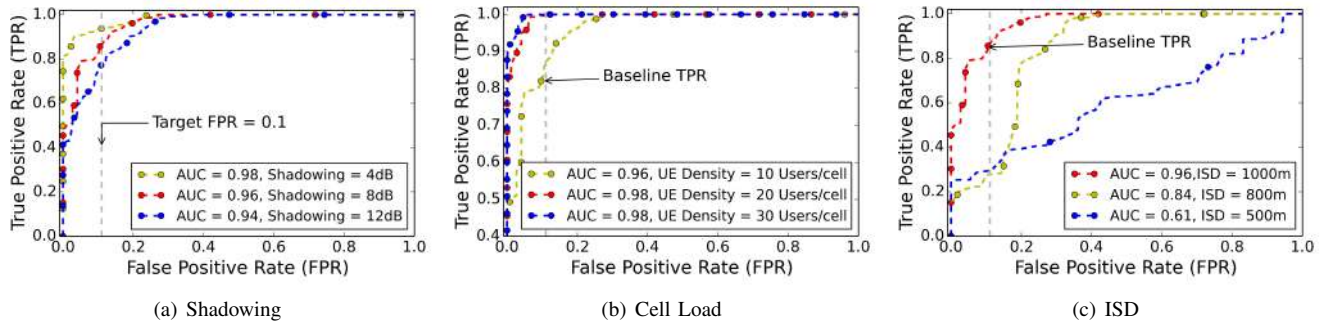 True Positive Rate (TPR)
1.0
0.8
0.6
0.4
0.2
0.0
0.0 0.2 0.4 0.6 0.8 1.0
False Positive Rate (FPR)
Target FPR = 0.1
AUC = 0.98, Shadowing = 4dB
AUC = 0.96, Shadowing = 8dB
AUC = 0.94, Shadowing = 12dB
(a) Shadowing
True Positive Rate (TPR)
1.0
0.9
0.8
0.7
0.6
0.5
0.4
0.0 0.2 0.4 0.6 0.8 1.0
False Positive Rate (FPR)
Baseline TPR
AUC = 0.96, UE Density = 10 Users/cell
AUC = 0.98, UE Density = 20 Users/cell
AUC = 0.98, UE Density = 30 Users/cell
(b) Cell Load
True Positive Rate (TPR)
1.0
0.8
0.6
0.4
0.2
0.0
0.0 0.2 0.4 0.6 0.8 1.0
False Positive Rate (FPR)
Baseline TPR
AUC = 0.96,ISD = 1000m
AUC = 0.84, ISD = 800m
AUC = 0.61, ISD = 500m
(c) ISD